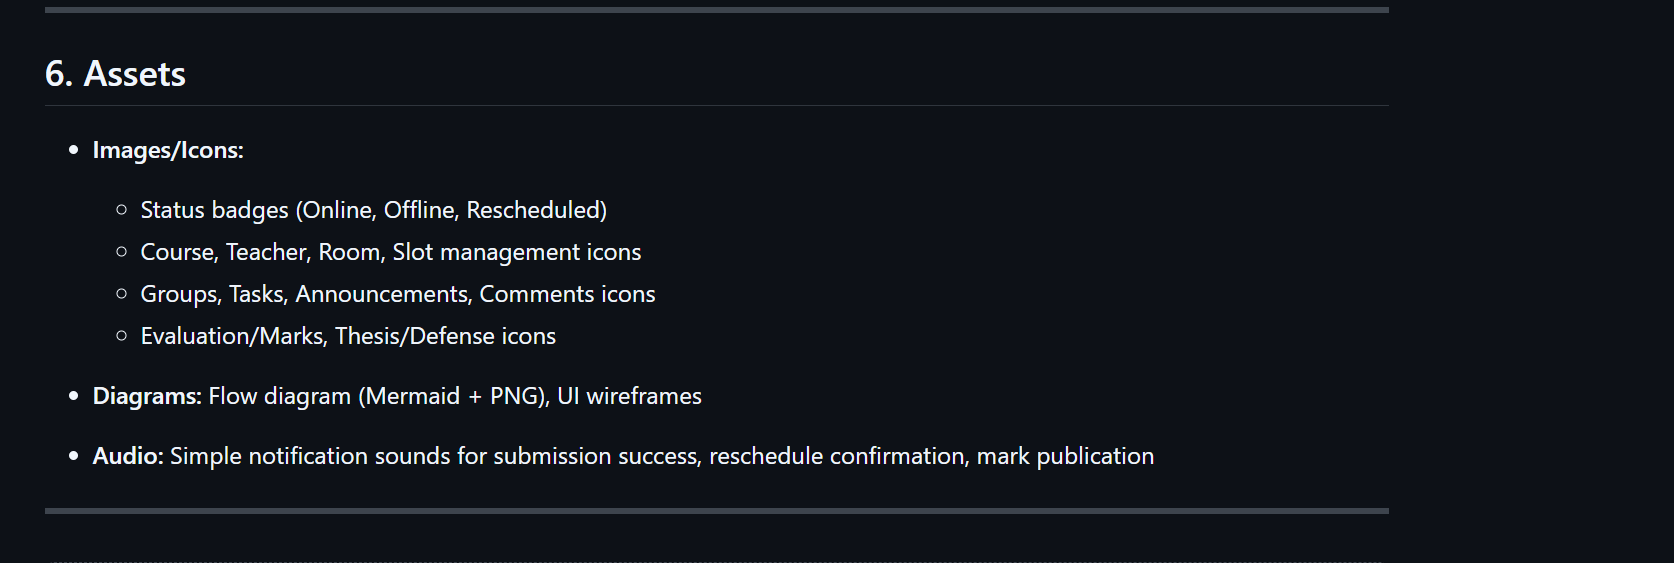 6. Assets
Images/Icons:
Status badges (Online, Offline, Rescheduled)
Course, Teacher, Room, Slot management icons
Groups, Tasks, Announcements, Comments icons
Evaluation/Marks, Thesis/Defense icons
Diagrams: Flow diagram (Mermaid + PNG), UI wireframes
Audio: Simple notification sounds for submission success, reschedule confirmation, mark publication